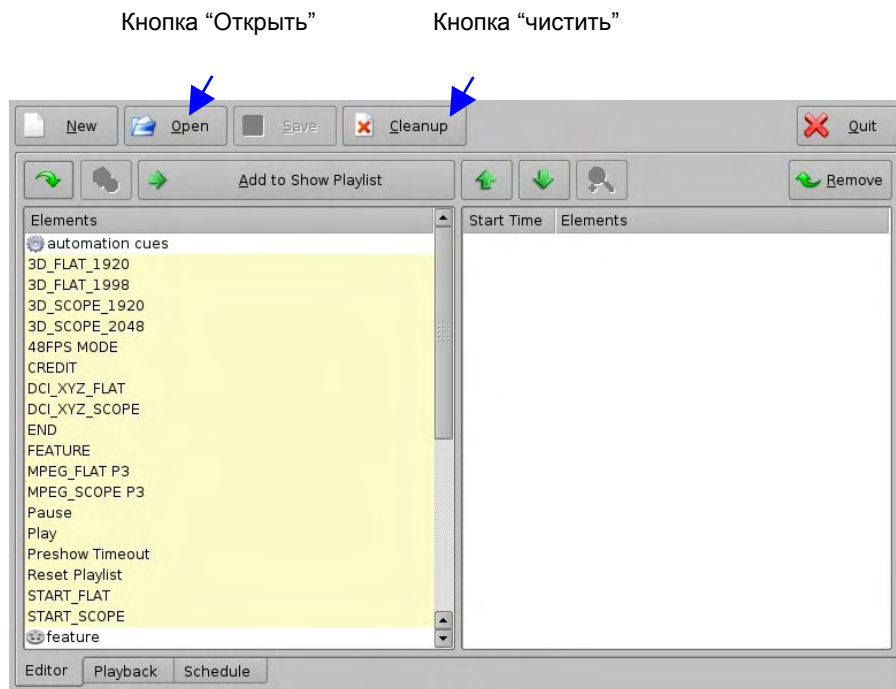 Кнопка “Открыть” Кнопка “чистить”
New Open Save Cleanup Quit
Add to Show Playlist Remove
Elements Start Time Elements
automation cues
3D_FLAT_1920
3D_FLAT_1998
3D_SCOPE_1920
3D_SCOPE_2048
48FPS MODE
CREDIT
DCI_XYZ_FLAT
DCI_XYZ_SCOPE
END
FEATURE
MPEG_FLAT P3
MPEG_SCOPE P3
Pause
Play
Preshow Timeout
Reset Playlist
START_FLAT
START_SCOPE
feature
Editor Playback Schedule